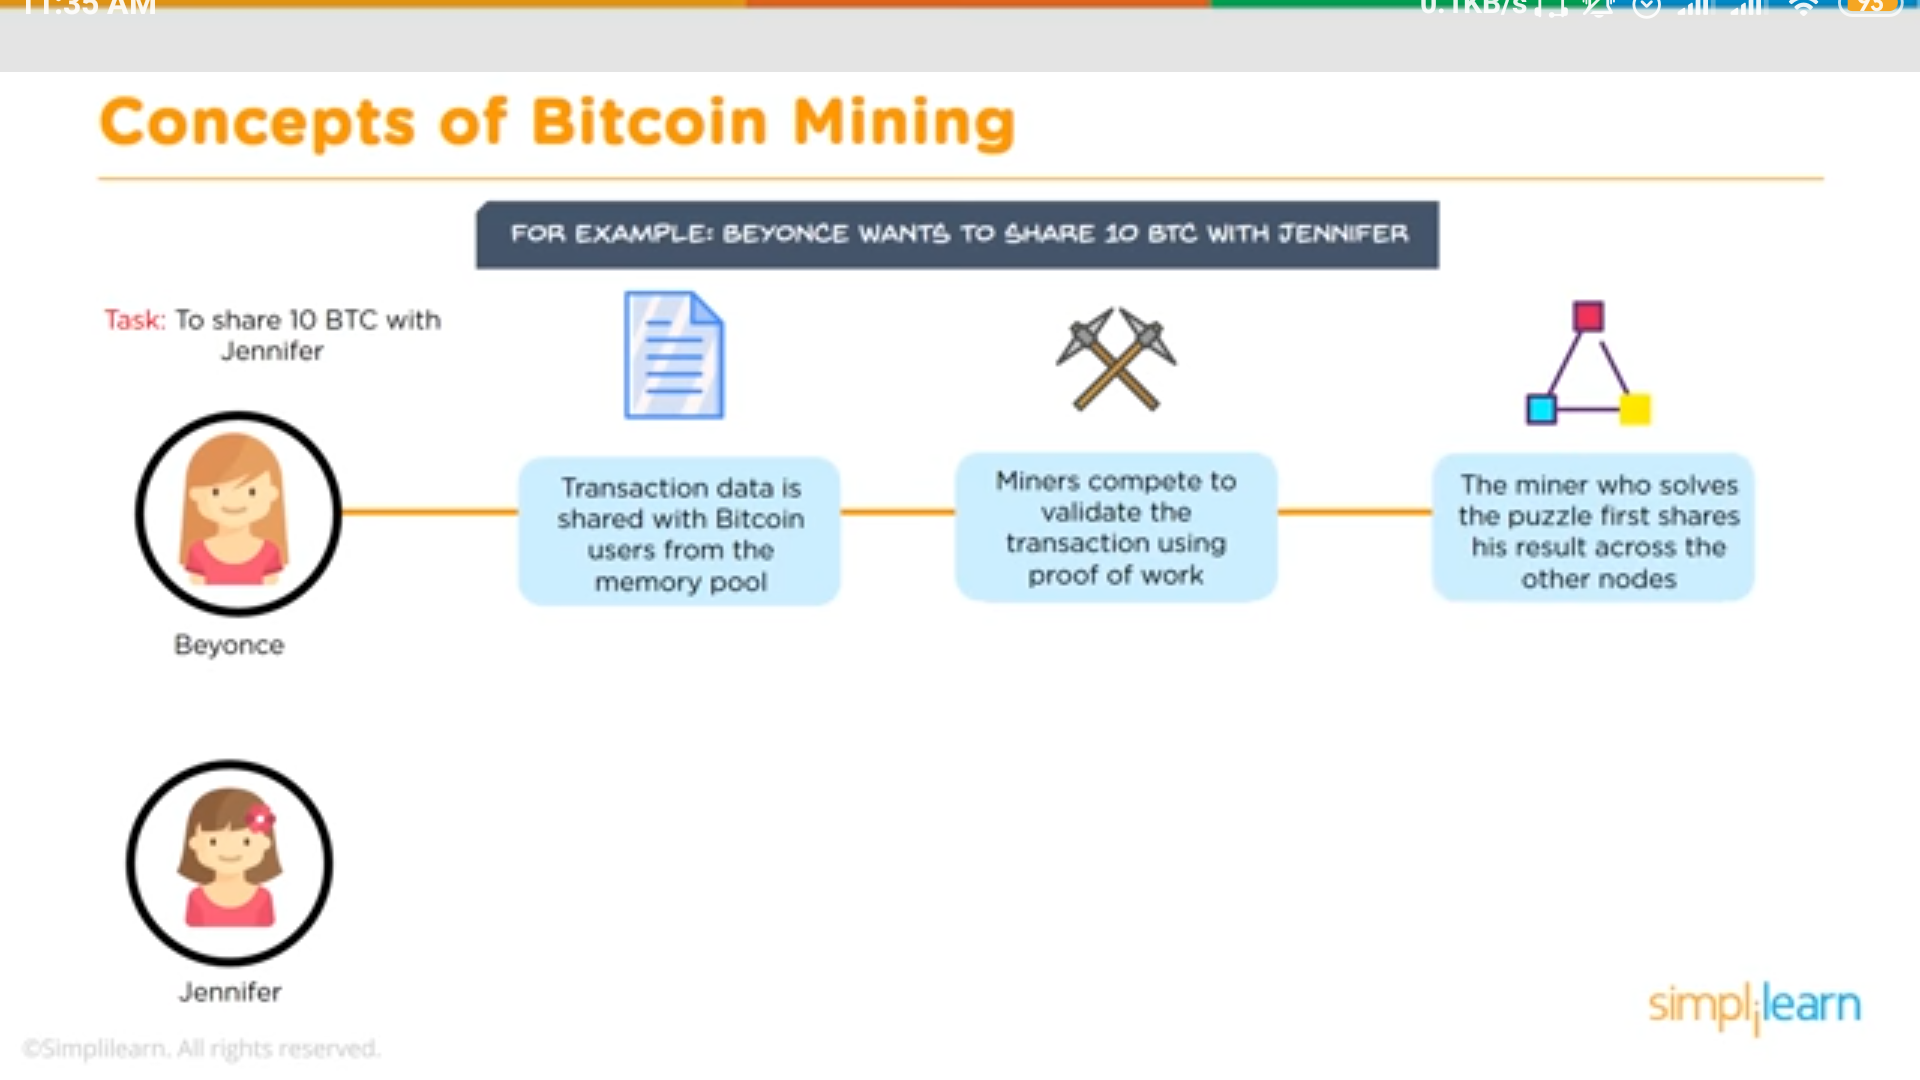 11:35 AM
0.1KB/s
93
Concepts of Bitcoin Mining
FOR EXAMPLE: BEYONCE WANTS TO SHARE 10 BTC WITH JENNIFER
Task: To share 10 BTC with
Jennifer
Transaction data is
shared with Bitcoin
users from the
memory pool
Miners compete to
validate the
transaction using
proof of work
The miner who solves
the puzzle first shares
his result across the
other nodes
Beyonce
Jennifer
simplilearn
©Simplilearn. All rights reserved.